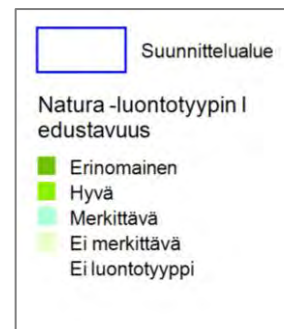 Suunnittelualue
Natura -luontotyypin I
edustavuus
Erinomainen
Hyvä
Merkittävä
Ei merkittävä
Ei luontotyyppi